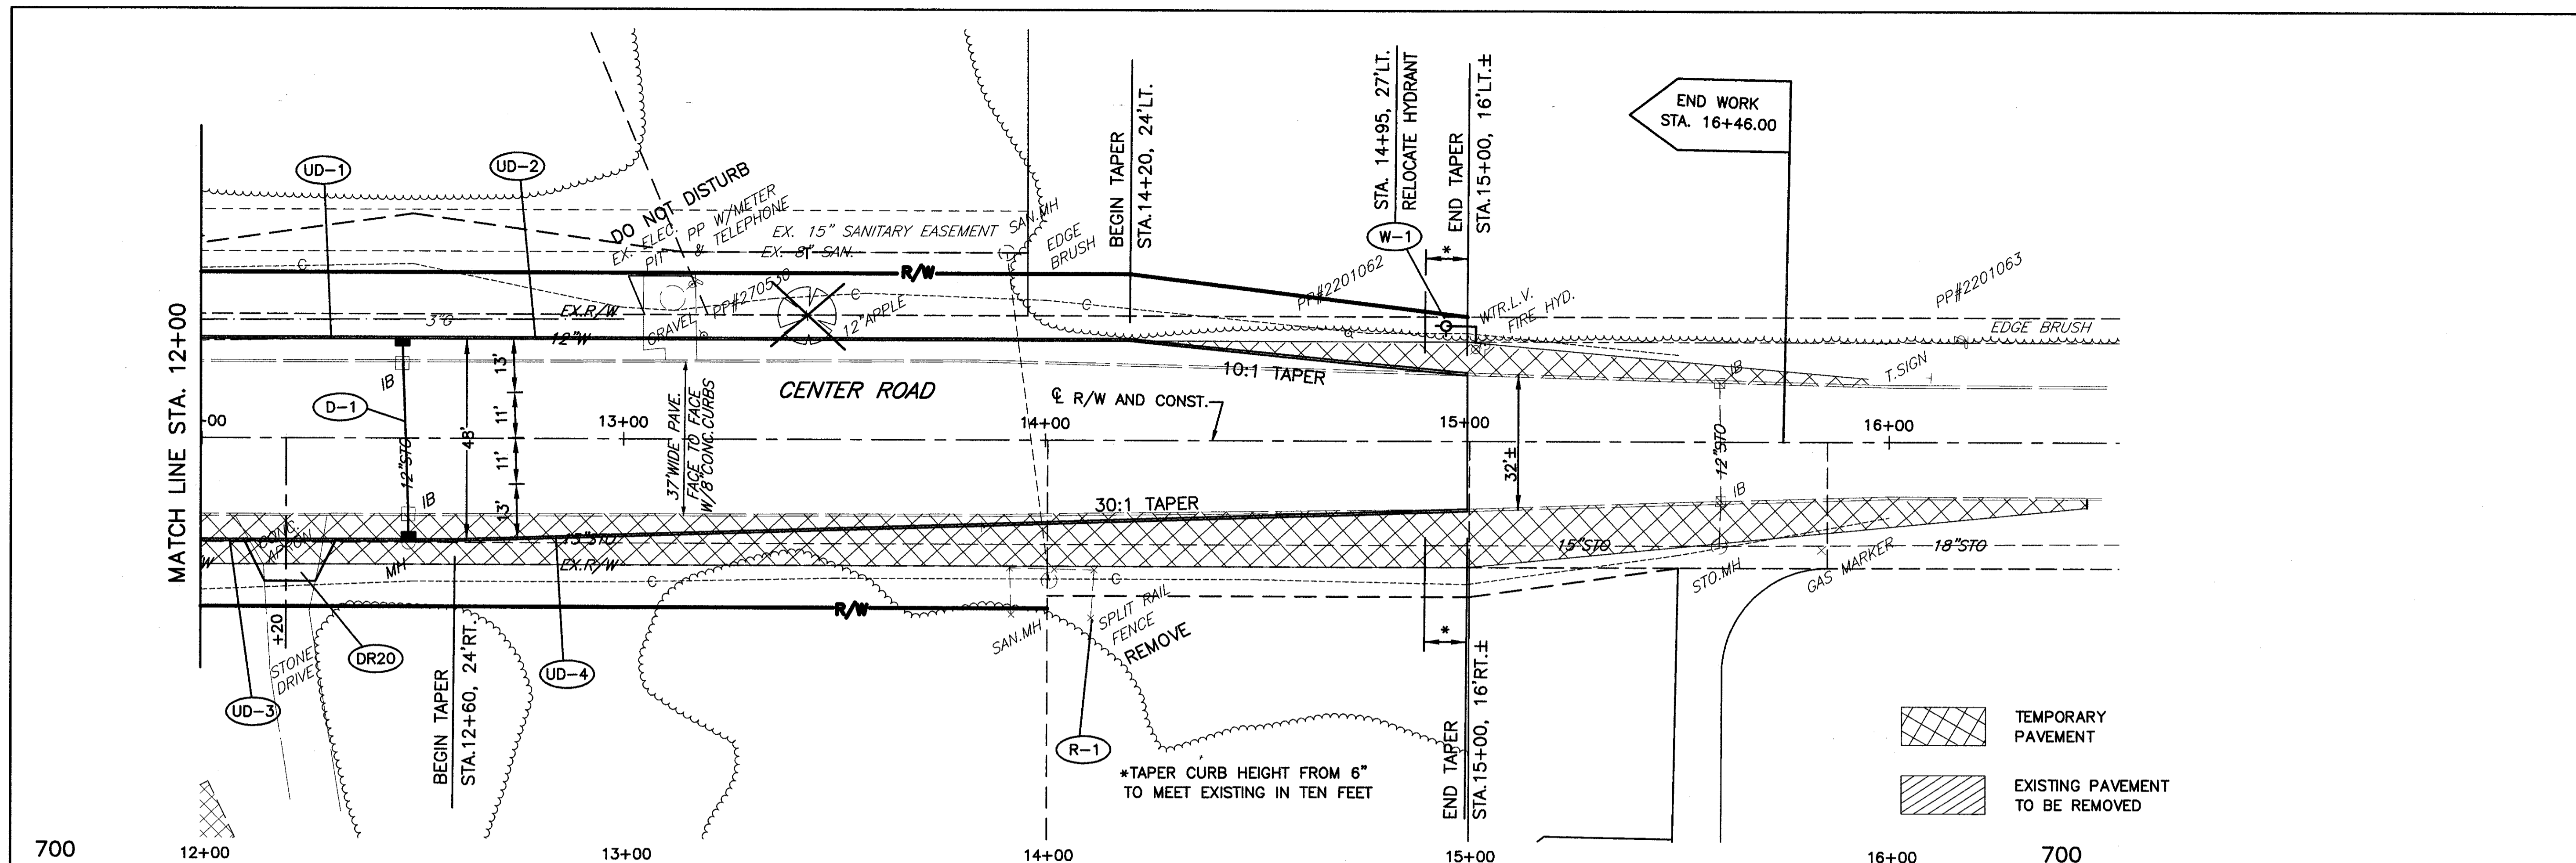 MATCH LINE STA. 12+00
UD-1
UD-2
DO NOT DISTURB
EX. ELEC. PP W/METER
PIT & TELEPHONE
EX. 15" SANITARY EASEMENT
SAN.MH
EX. 8" SAN.
EDGE
BRUSH
BEGIN TAPER
STA.14+20, 24'LT.
STA. 14+95, 27'LT.
RELOCATE HYDRANT
W-1
END TAPER
STA.15+00, 16'LT.±
*
END WORK
STA. 16+46.00
R/W
G
G
G
G
EX.R/W
3"G
12"W
GRAVEL
PP#270530
12"APPLE
PP#2201062
WTR.L.V.
FIRE HYD.
PP#2201063
EDGE BRUSH
T.SIGN
IB
10:1 TAPER
CENTER ROAD
℄ R/W AND CONST.
IB
D-1
12"STO
IB
13'
11'
11'
13'
48'
37'WIDE PAVE.
FACE TO FACE
W/8"CONC.CURBS
+00
13+00
14+00
15+00
16+00
32'±
12"STO
IB
30:1 TAPER
CONC.
APRON
MH
15"STO
EX.R/W
W
G
G
R/W
15"STO
18"STO
STO.MH
GAS MARKER
+20
STONE
DRIVE
DR20
UD-3
UD-4
BEGIN TAPER
STA.12+60, 24'RT.
SAN.MH
SPLIT RAIL
FENCE
REMOVE
R-1
*
*TAPER CURB HEIGHT FROM 6"
TO MEET EXISTING IN TEN FEET
END TAPER
STA.15+00, 16'RT.±
TEMPORARY
PAVEMENT
EXISTING PAVEMENT
TO BE REMOVED
700
12+00
13+00
14+00
15+00
16+00
700